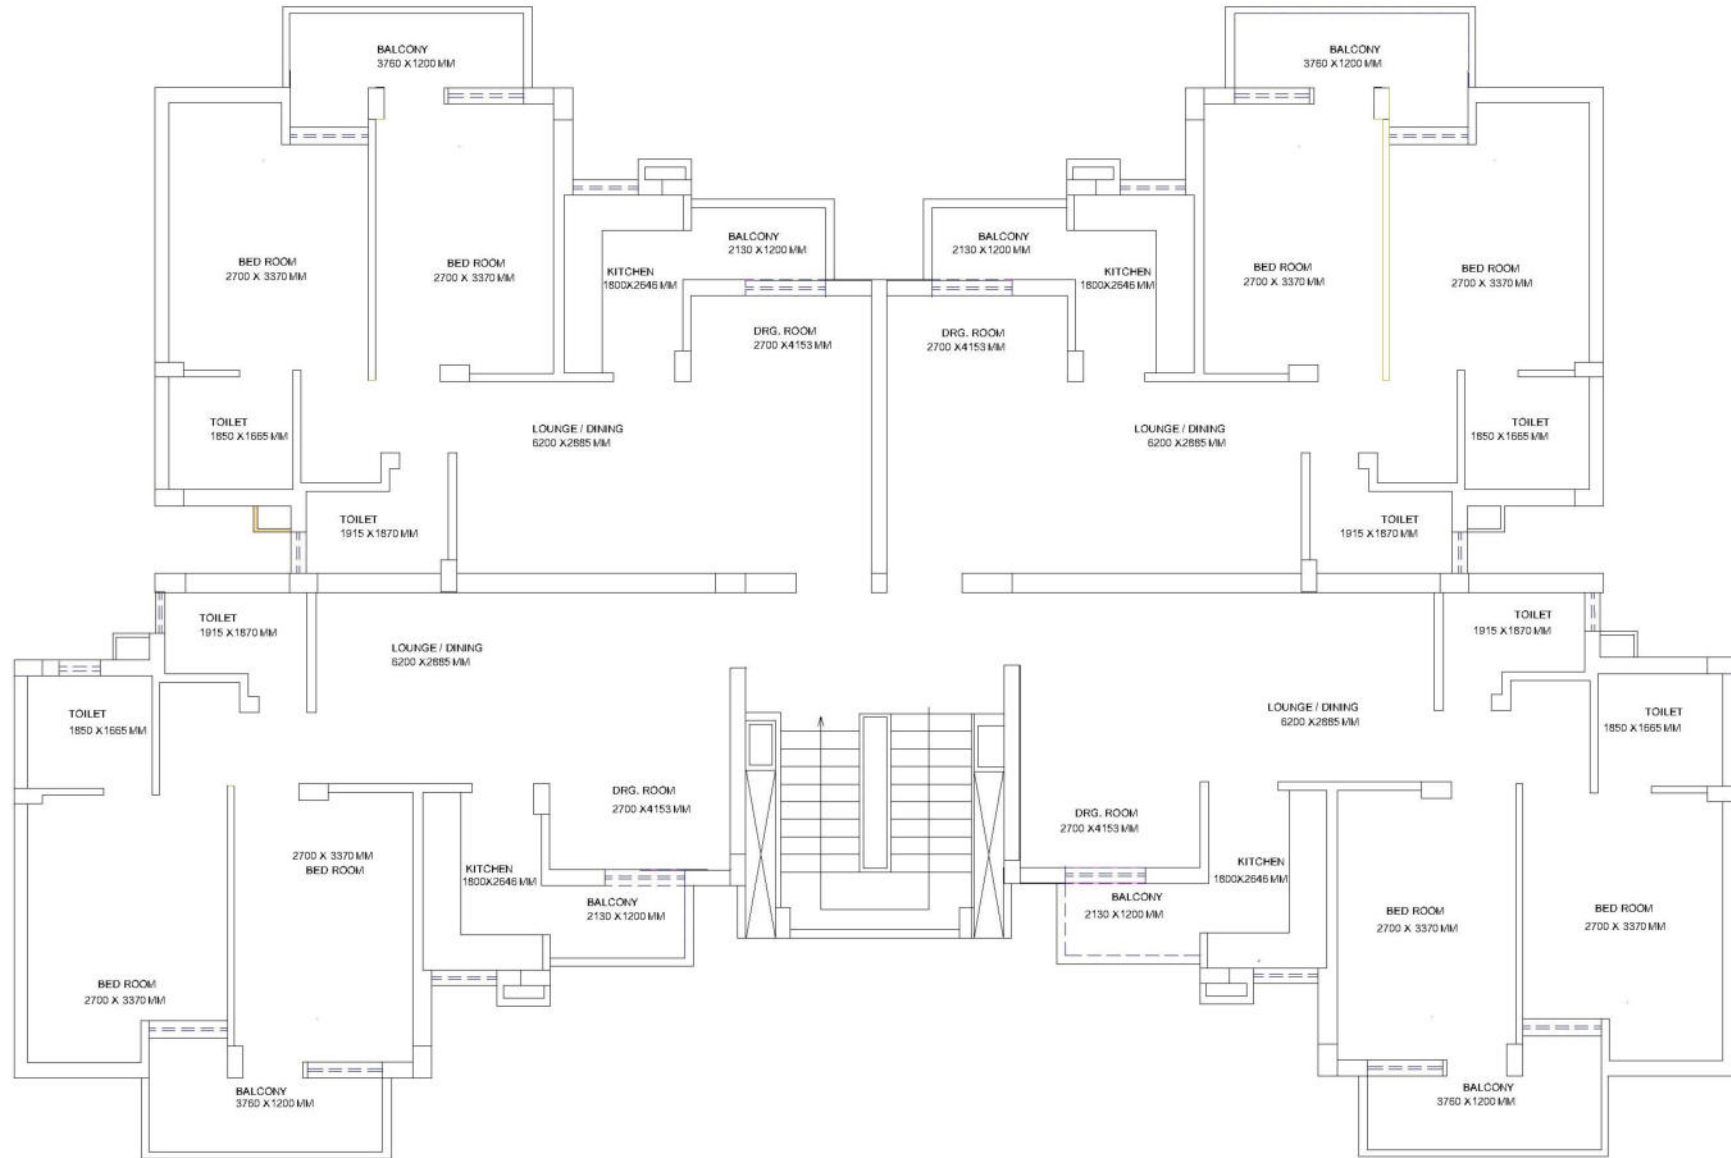 BALCONY
3760 X 1200 MM
BALCONY
3760 X 1200 MM
BED ROOM
2700 X 3370 MM
BED ROOM
2700 X 3370 MM
KITCHEN
1800X2646 MM
BALCONY
2130 X 1200 MM
DRG. ROOM
2700 X4153 MM
BALCONY
2130 X 1200 MM
DRG. ROOM
2700 X4153 MM
KITCHEN
1800X2646 MM
BED ROOM
2700 X 3370 MM
BED ROOM
2700 X 3370 MM
TOILET
1850 X 1665 MM
LOUNGE / DINING
6200 X2885 MM
LOUNGE / DINING
6200 X2885 MM
TOILET
1850 X 1665 MM
TOILET
1915 X 1870 MM
TOILET
1915 X 1870 MM
TOILET
1915 X 1870 MM
LOUNGE / DINING
6200 X2885 MM
TOILET
1915 X 1870 MM
TOILET
1850 X 1665 MM
LOUNGE / DINING
6200 X2885 MM
TOILET
1850 X 1665 MM
DRG. ROOM
2700 X4153 MM
DRG. ROOM
2700 X4153 MM
2700 X 3370 MM
BED ROOM
KITCHEN
1800X2646 MM
BALCONY
2130 X 1200 MM
BALCONY
2130 X 1200 MM
KITCHEN
1800X2646 MM
BED ROOM
2700 X 3370 MM
BED ROOM
2700 X 3370 MM
BED ROOM
2700 X 3370 MM
BALCONY
3760 X 1200 MM
BALCONY
3760 X 1200 MM